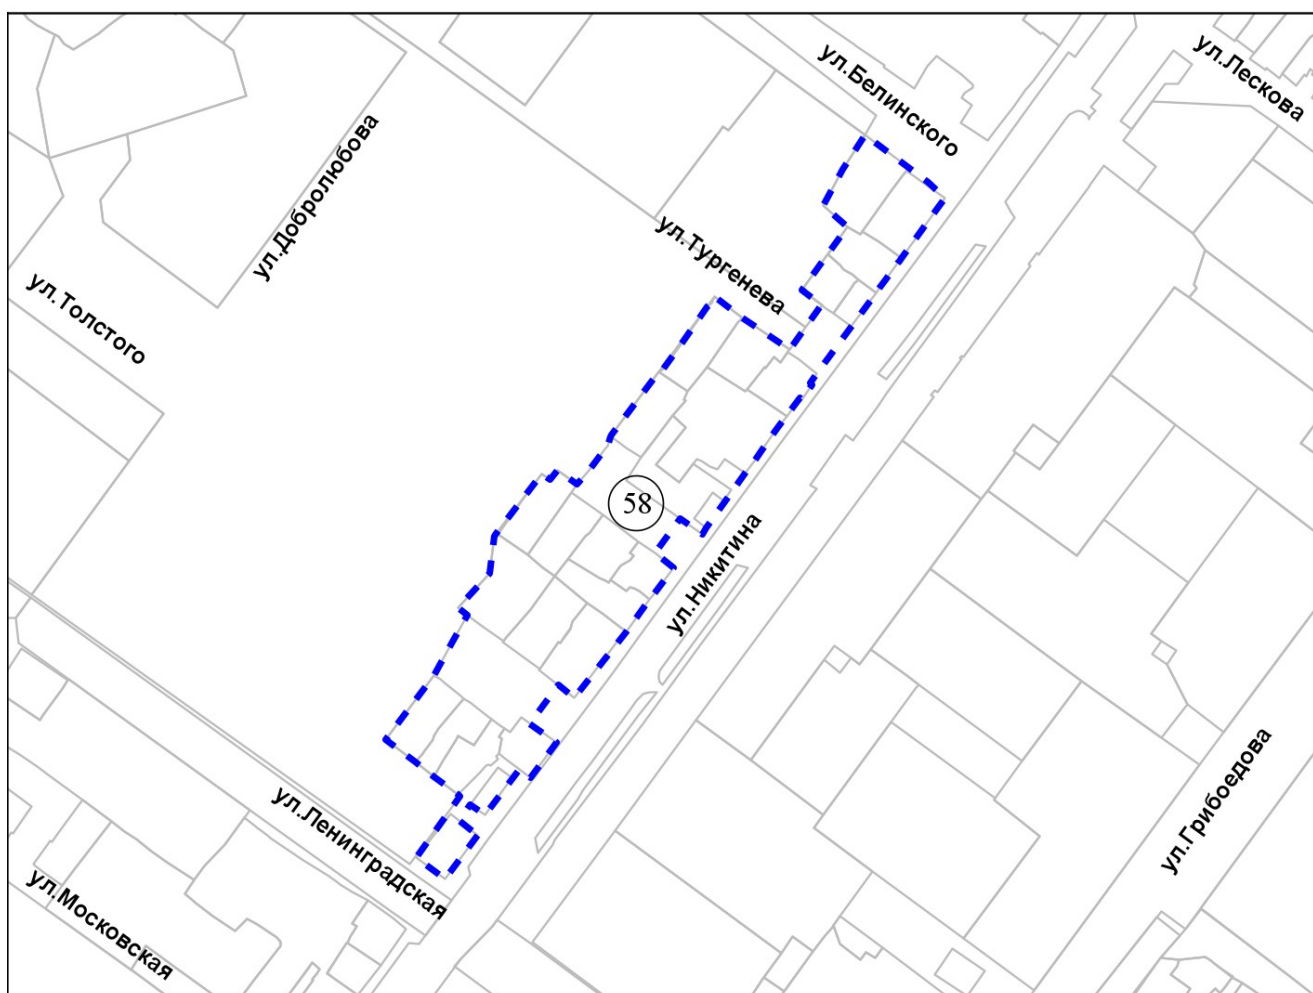 ул.Белинского
ул.Лескова
ул.Добролюбова
ул.Тургенева
ул.Толстого
58
ул.Никитина
ул.Грибоедова
ул.Ленинградская
ул.Московская